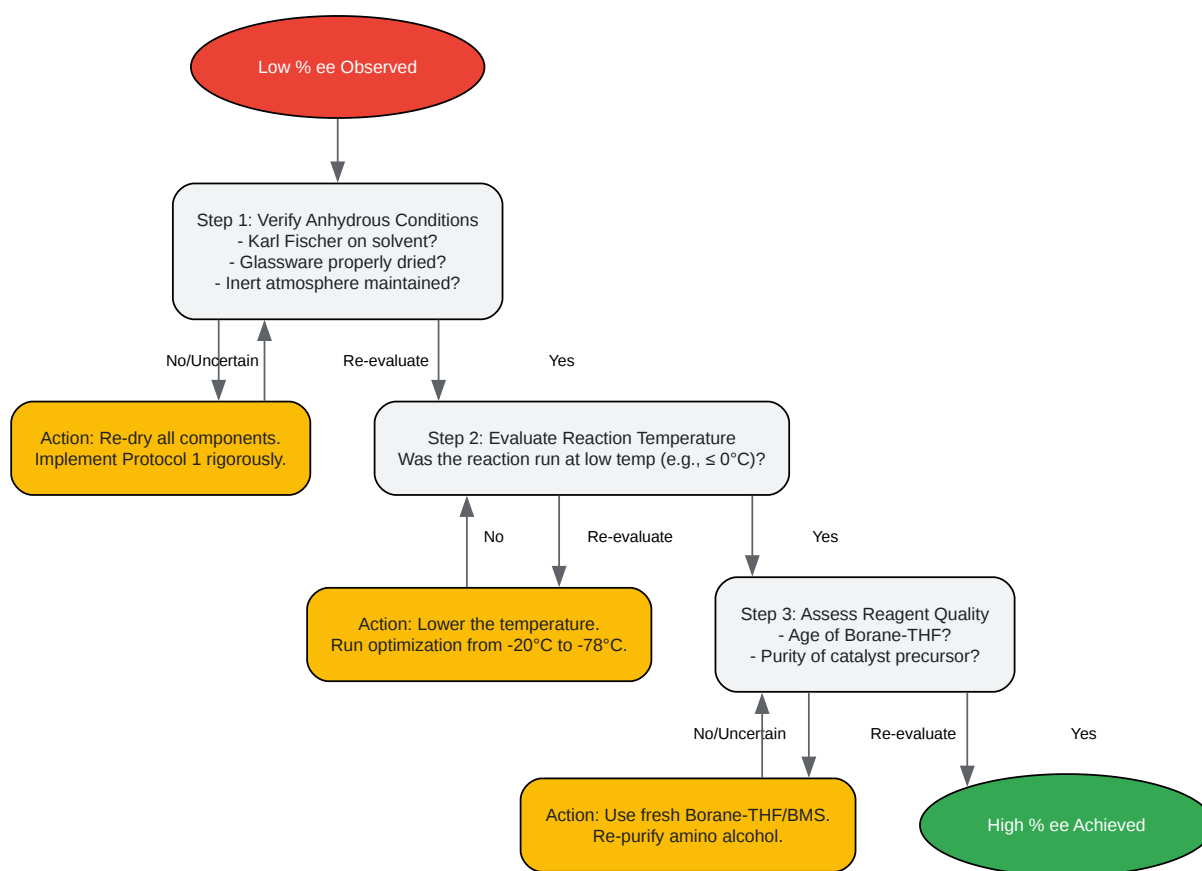 Low % ee Observed
Step 1: Verify Anhydrous Conditions
- Karl Fischer on solvent?
- Glassware properly dried?
- Inert atmosphere maintained?
No/Uncertain
Re-evaluate
Yes
Action: Re-dry all components.
Implement Protocol 1 rigorously.
Step 2: Evaluate Reaction Temperature
Was the reaction run at low temp (e.g., ≤ 0°C)?
No
Re-evaluate
Yes
Action: Lower the temperature.
Run optimization from -20°C to -78°C.
Step 3: Assess Reagent Quality
- Age of Borane-THF?
- Purity of catalyst precursor?
No/Uncertain
Re-evaluate
Yes
Action: Use fresh Borane-THF/BMS.
Re-purify amino alcohol.
High % ee Achieved